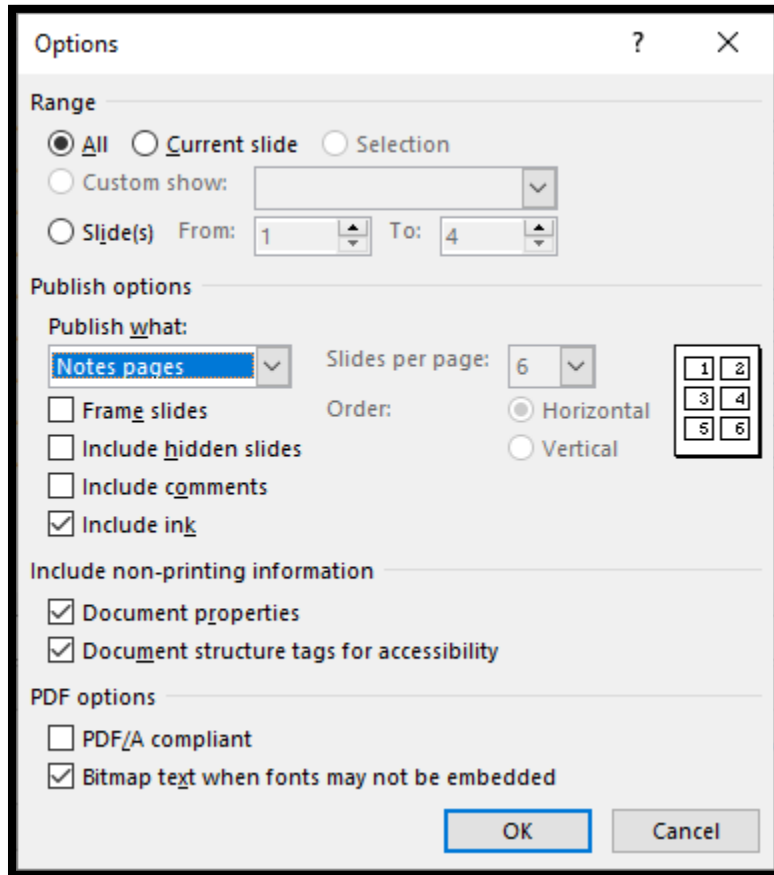 Options ?
Range
All Current slide Selection
Custom show:
Slide(s) From: 1 To: 4
Publish options
Publish what:
Notes pages Slides per page: 6
Frame slides Order: Horizontal
Include hidden slides Vertical
Include comments
Include ink
1 2
3 4
5 6
Include non-printing information
Document properties
Document structure tags for accessibility
PDF options
PDF/A compliant
Bitmap text when fonts may not be embedded
OK Cancel